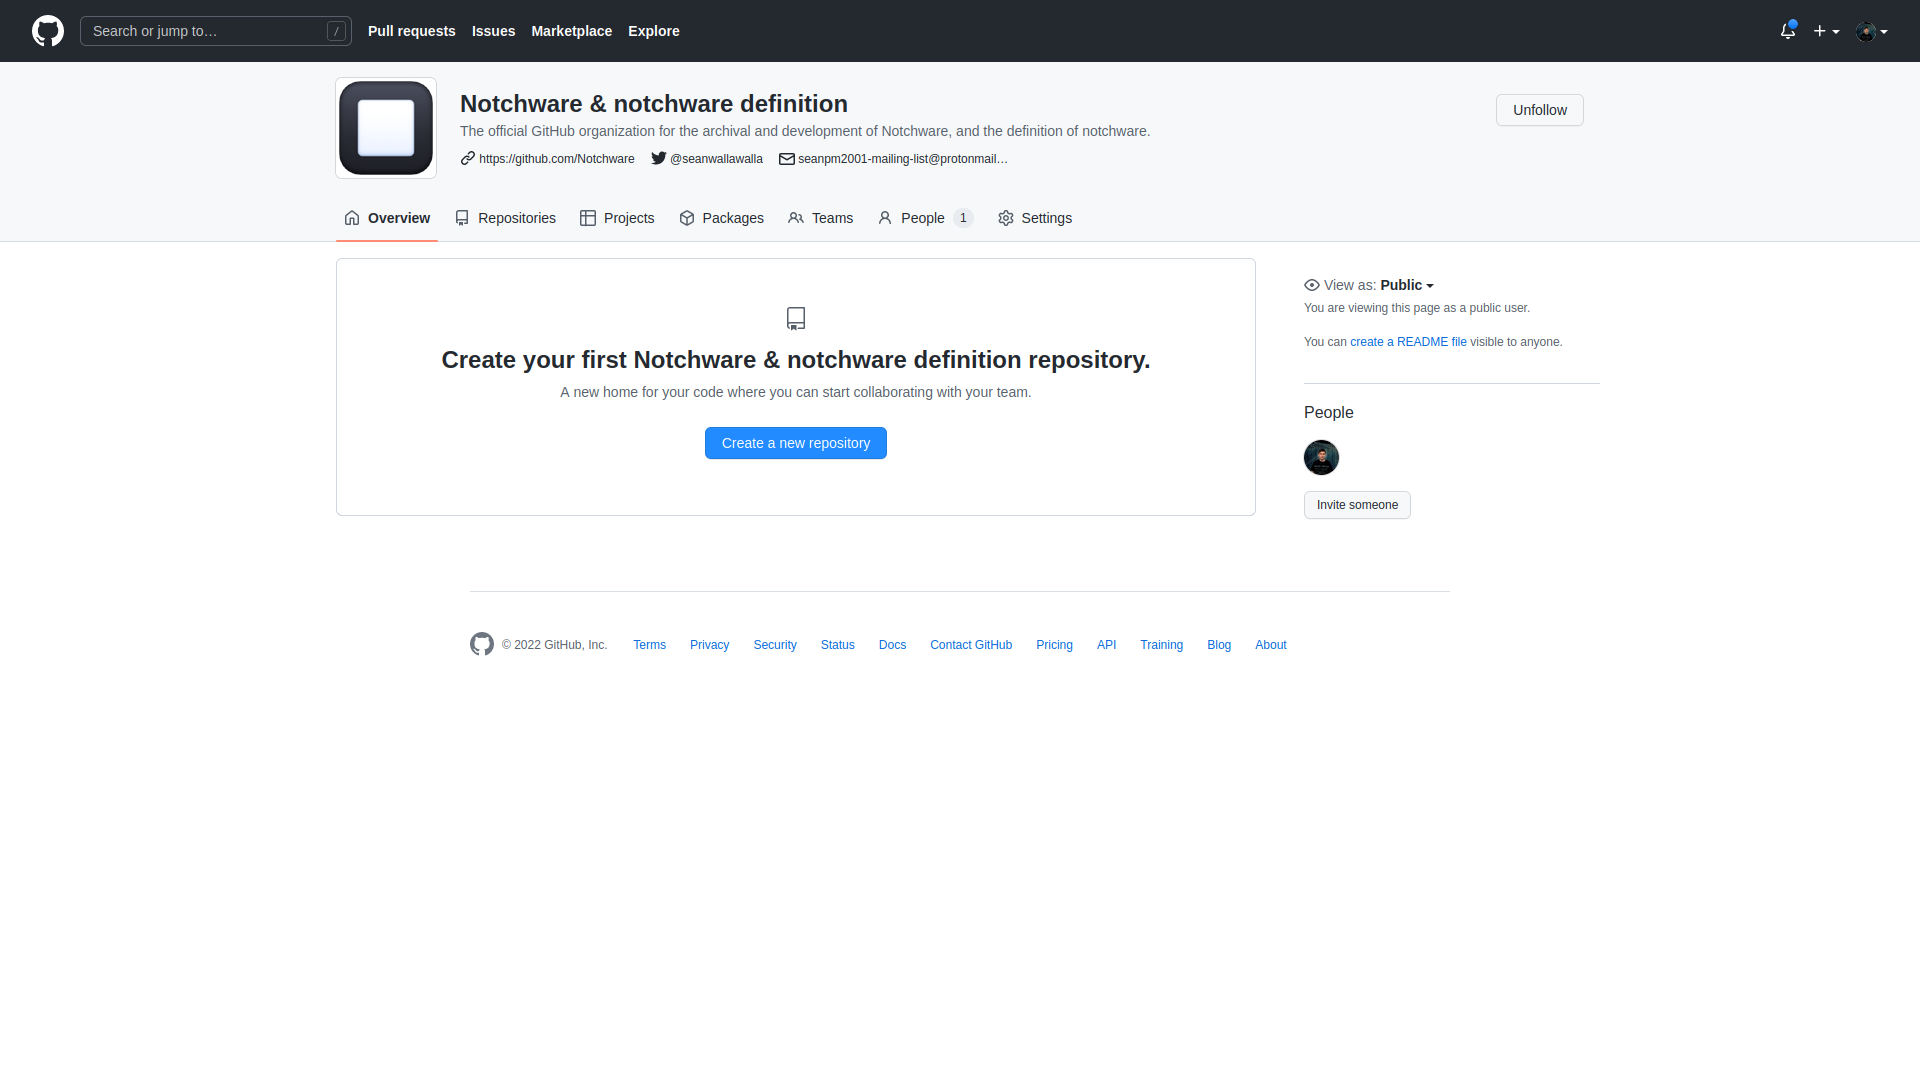 Search or jump to…
/
Pull requests
Issues
Marketplace
Explore
Notchware & notchware definition
Unfollow
The official GitHub organization for the archival and development of Notchware, and the definition of notchware.
https://github.com/Notchware
@seanwallawalla
seanpm2001-mailing-list@protonmail…
Overview
Repositories
Projects
Packages
Teams
People 1
Settings
Create your first Notchware & notchware definition repository.
A new home for your code where you can start collaborating with your team.
Create a new repository
View as: Public
You are viewing this page as a public user.
You can create a README file visible to anyone.
People
Invite someone
© 2022 GitHub, Inc.
Terms
Privacy
Security
Status
Docs
Contact GitHub
Pricing
API
Training
Blog
About